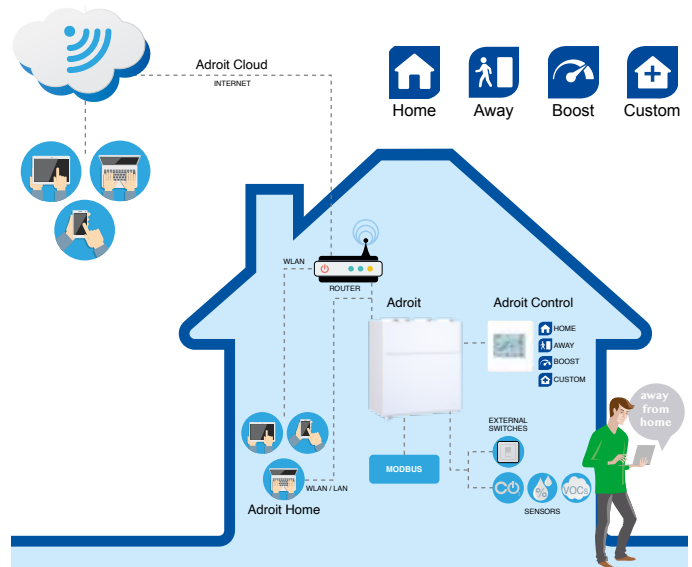 Adroit Cloud
INTERNET
Home
Away
Boost
Custom
WLAN
ROUTER
Adroit
Adroit Control
HOME
AWAY
BOOST
CUSTOM
away
from
home
EXTERNAL
SWITCHES
MODBUS
WLAN / LAN
CO
%
VOCs
SENSORS
Adroit Home